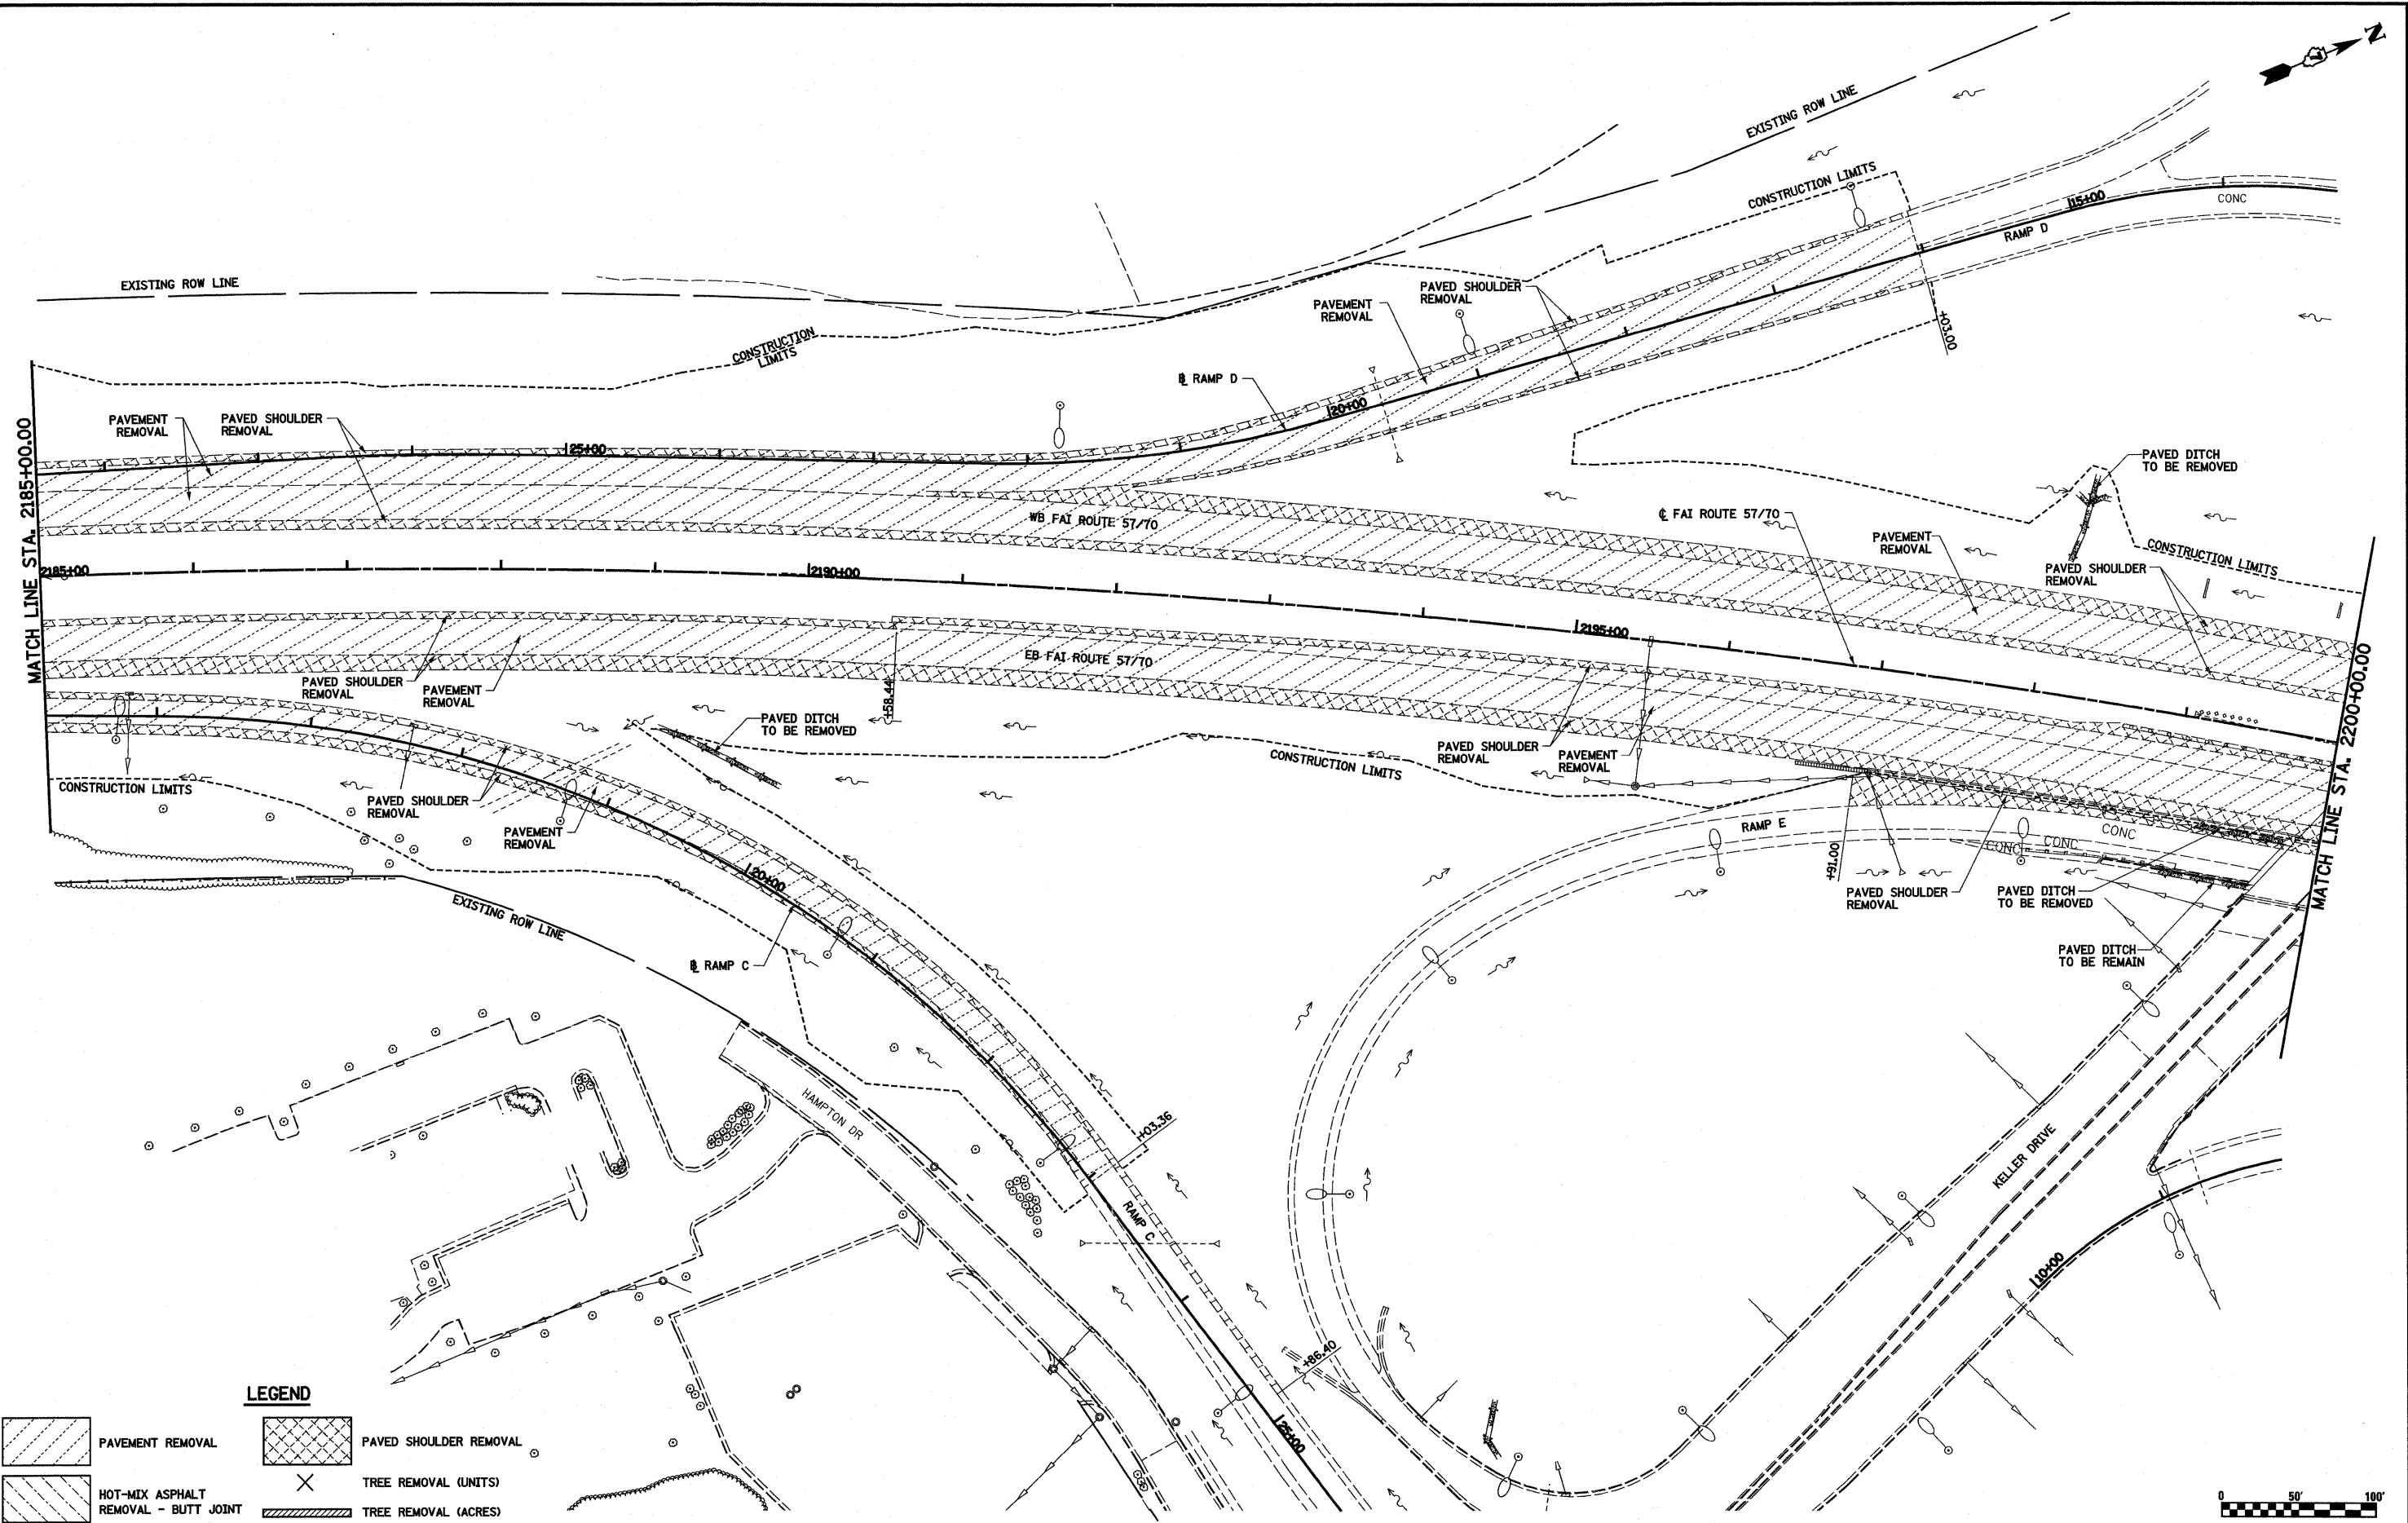 N
EXISTING ROW LINE
CONSTRUCTION LIMITS
15+00
CONC
RAMP D
EXISTING ROW LINE
PAVED SHOULDER
REMOVAL
PAVEMENT
REMOVAL
+03.00
CONSTRUCTION
LIMITS
℄ RAMP D
20+00
MATCH LINE STA. 2185+00.00
PAVEMENT
REMOVAL
PAVED SHOULDER
REMOVAL
25+00
PAVED DITCH
TO BE REMOVED
WB FAI ROUTE 57/70
℄ FAI ROUTE 57/70
PAVEMENT
REMOVAL
CONSTRUCTION LIMITS
PAVED SHOULDER
REMOVAL
2185+00
2190+00
2195+00
MATCH LINE STA. 2200+00.00
EB FAI ROUTE 57/70
PAVED SHOULDER
REMOVAL
PAVEMENT
REMOVAL
+58.44
PAVED DITCH
TO BE REMOVED
PAVED SHOULDER
REMOVAL
PAVEMENT
REMOVAL
CONSTRUCTION LIMITS
CONSTRUCTION LIMITS
PAVED SHOULDER
REMOVAL
PAVEMENT
REMOVAL
RAMP E
CONC
CONC
CONC
+91.00
20+00
PAVED SHOULDER
REMOVAL
PAVED DITCH
TO BE REMOVED
EXISTING ROW LINE
PAVED DITCH
TO BE REMAIN
MATCH LINE STA. 2200+00.00
℄ RAMP C
HAMPTON DR
+03.36
RAMP C
KELLER DRIVE
10+00
+86.40
25+00
LEGEND
PAVEMENT REMOVAL
PAVED SHOULDER REMOVAL
TREE REMOVAL (UNITS)
HOT-MIX ASPHALT
REMOVAL - BUTT JOINT
TREE REMOVAL (ACRES)
0 50' 100'